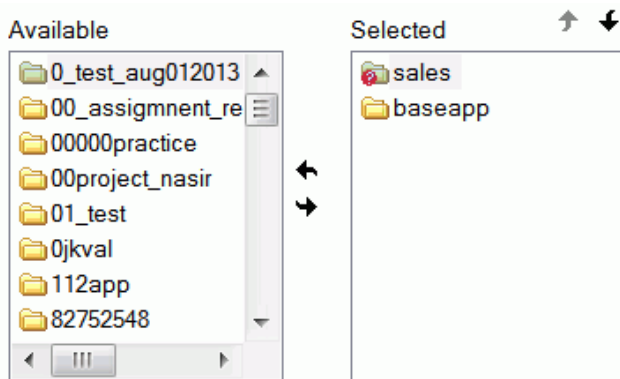 Available
0_test_aug012013
00_assigmnent_re
00000practice
00project_nasir
01_test
0jkval
112app
82752548
Selected
sales
baseapp